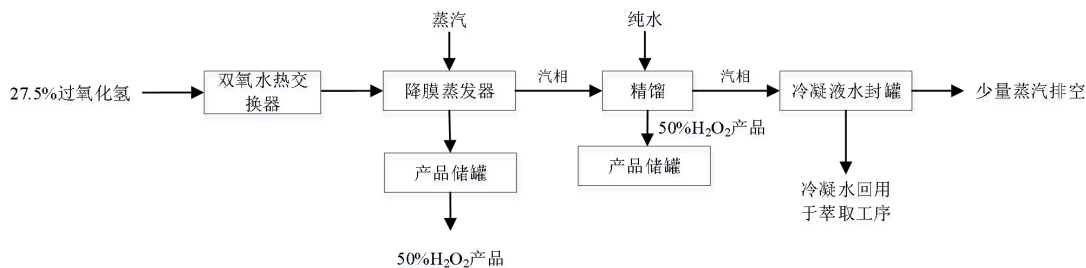 蒸汽
纯水
27.5%过氧化氢
双氧水热交
换器
降膜蒸发器
汽相
精馏
汽相
冷凝液水封罐
少量蒸汽排空
50%H₂O₂产品
产品储罐
产品储罐
冷凝水回用
于萃取工序
50%H₂O₂产品